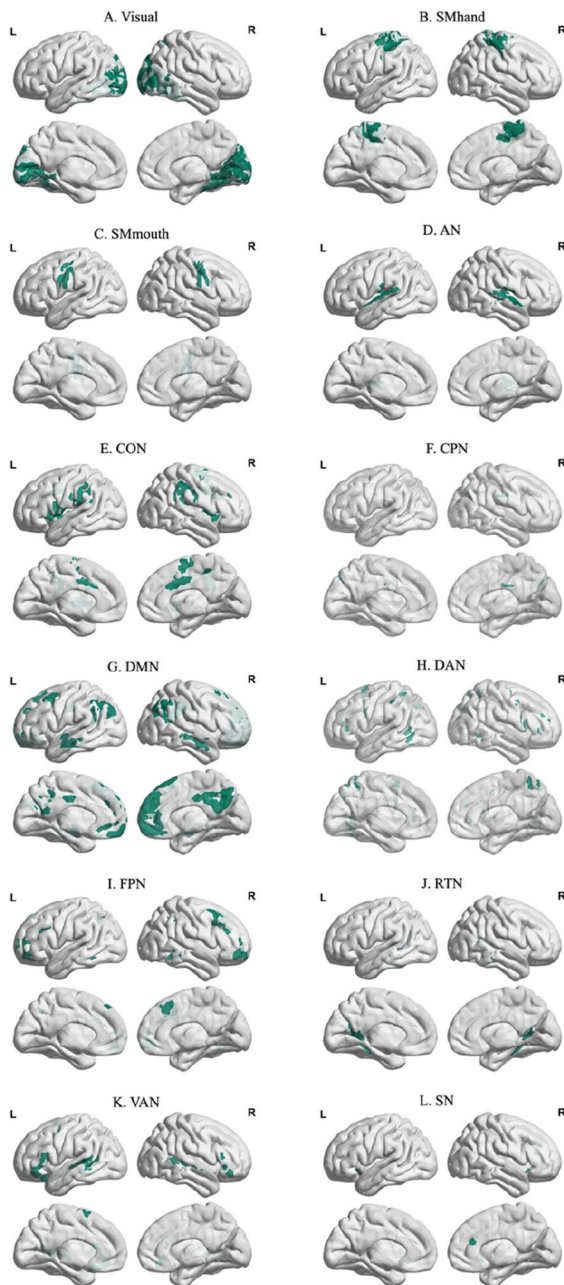 A. Visual
B. SMhand
L R L R
C. SMmouth
D. AN
L R L R
E. CON
F. CPN
L R L R
G. DMN
H. DAN
L R L R
I. FPN
J. RTN
L R L R
K. VAN
L. SN
L R L R